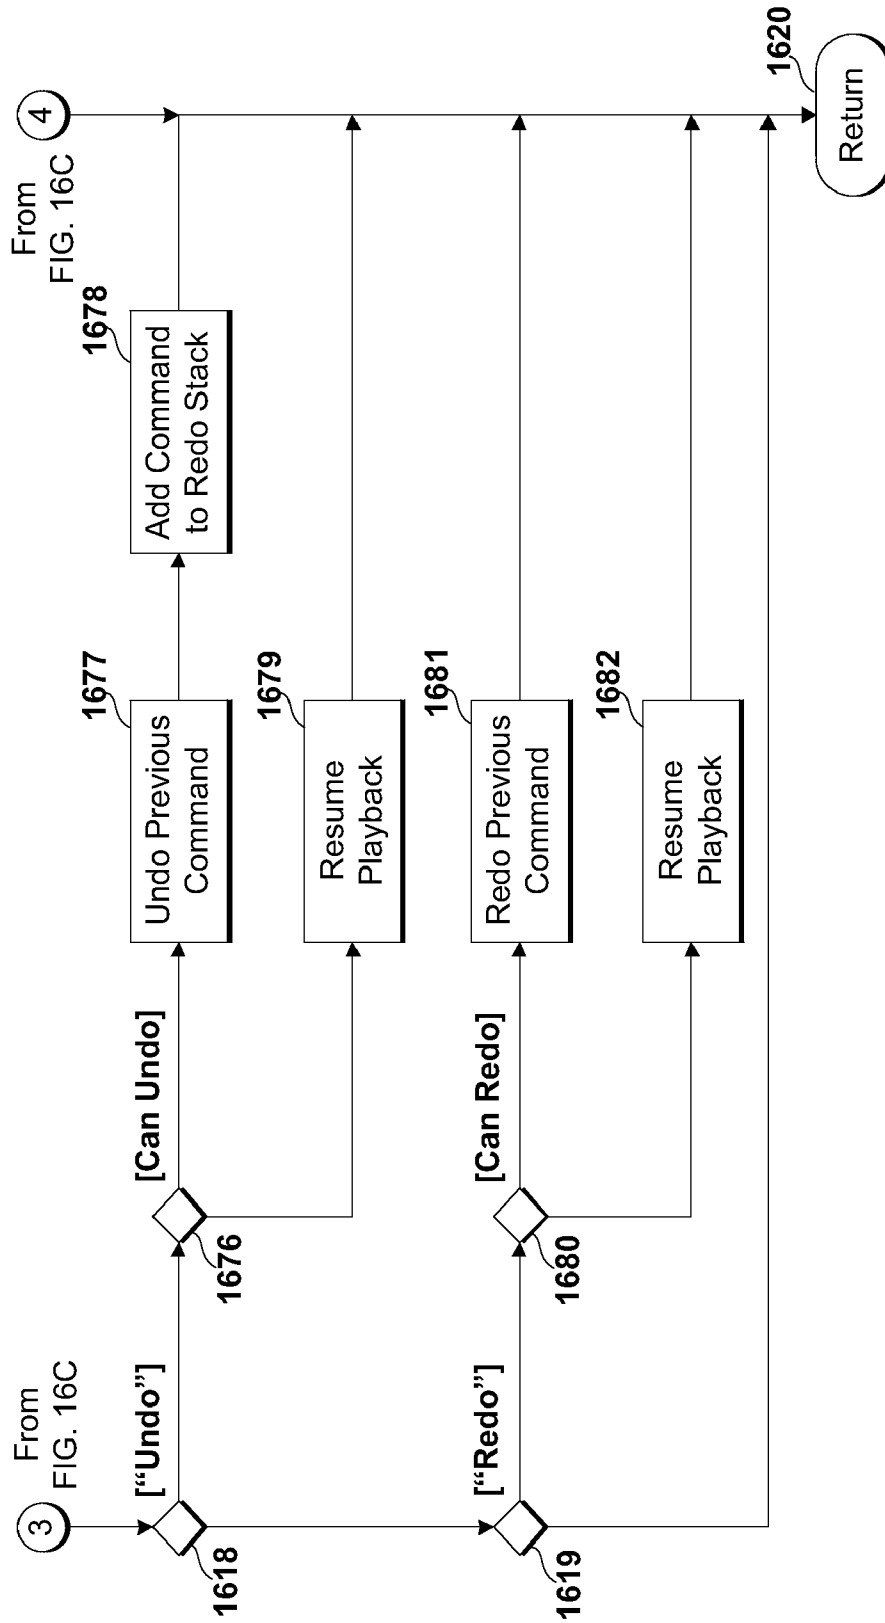 From
FIG. 16C
3
["Undo"]
1618
[Can Undo]
1676
1677
Undo Previous
Command
1678
Add Command
to Redo Stack
From
FIG. 16C
4
1679
Resume
Playback
["Redo"]
1619
[Can Redo]
1680
1681
Redo Previous
Command
1682
Resume
Playback
1620
Return